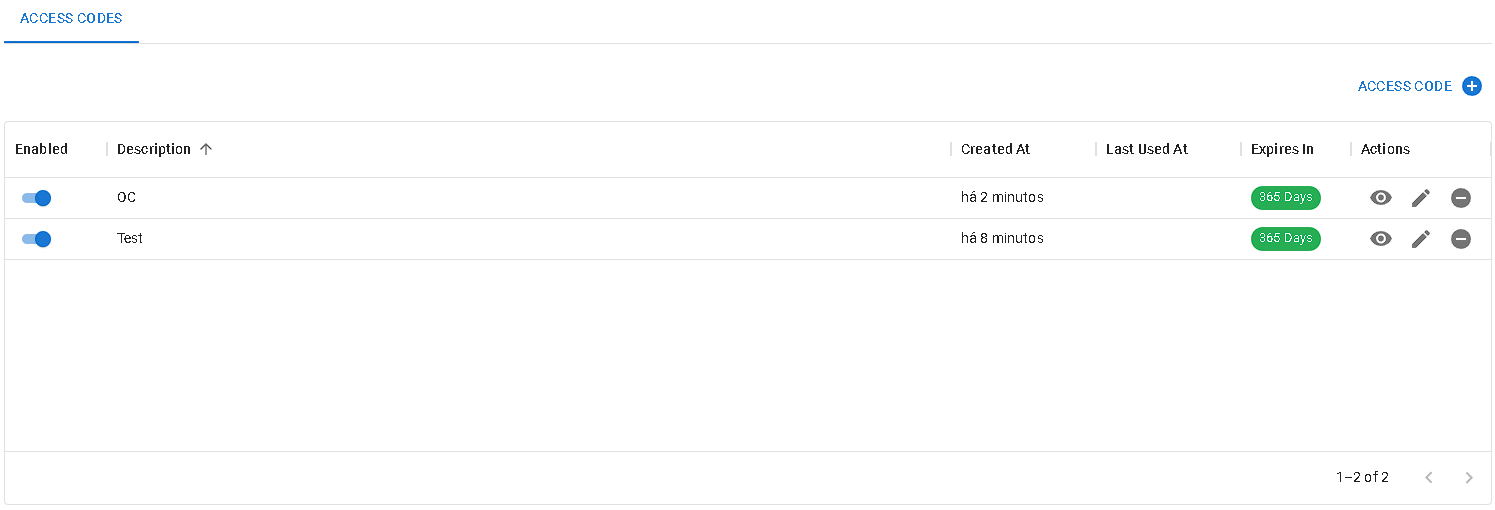 ACCESS CODES
ACCESS CODE
Enabled Description Created At Last Used At Expires In Actions
OC há 2 minutos 365 Days
Test há 8 minutos 365 Days
1–2 of 2